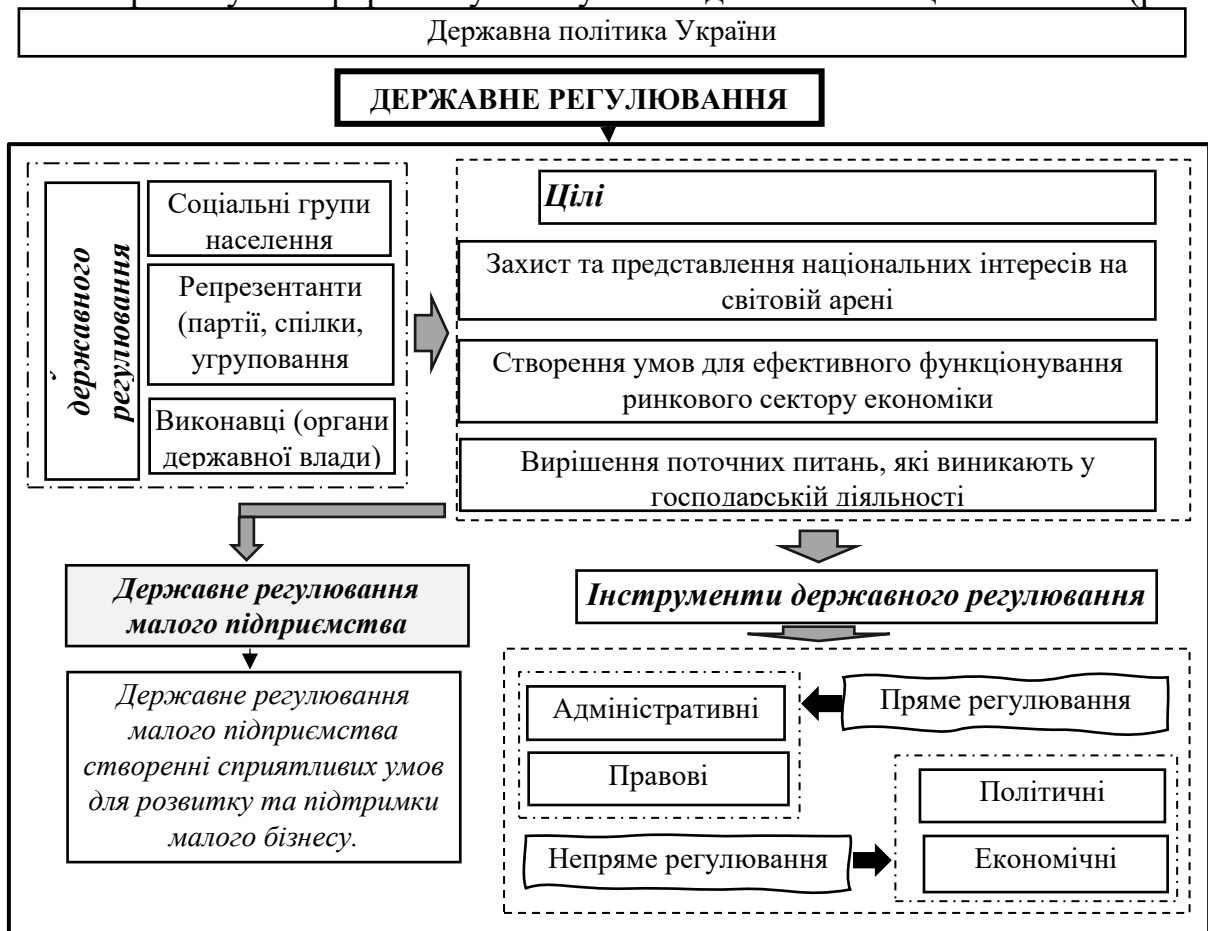 Державна політика України
ДЕРЖАВНЕ РЕГУЛЮВАННЯ
державного
регулювання
Соціальні групи
населення
Репрезентанти
(партії, спілки,
угруповання
Виконавці (органи
державної влади)
Цілі
Захист та представлення національних інтересів на
світовій арені
Створення умов для ефективного функціонування
ринкового сектору економіки
Вирішення поточних питань, які виникають у
господарській діяльності
Державне регулювання
малого підприємства
Державне регулювання
малого підприємства
створенні сприятливих умов
для розвитку та підтримки
малого бізнесу.
Інструменти державного регулювання
Адміністративні
Пряме регулювання
Правові
Політичні
Непряме регулювання
Економічні